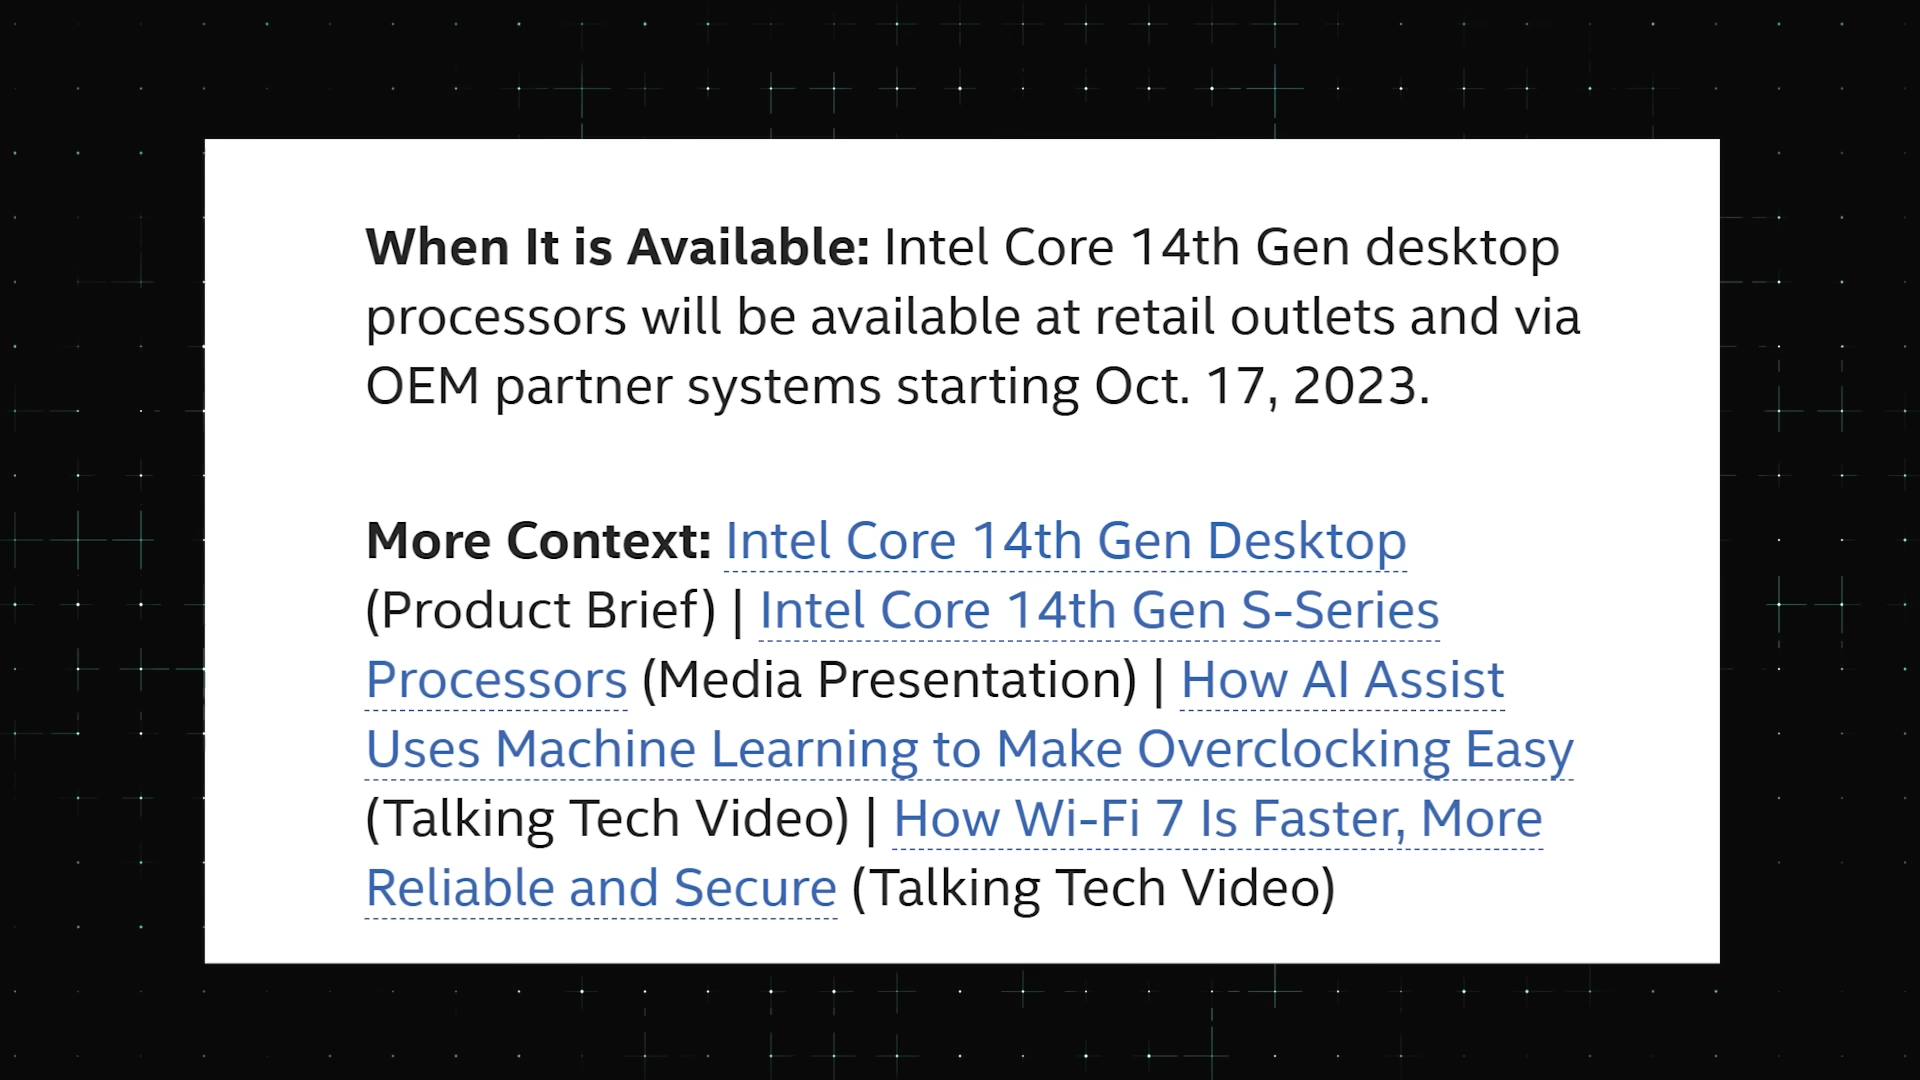 When It is Available: Intel Core 14th Gen desktop
processors will be available at retail outlets and via
OEM partner systems starting Oct. 17, 2023.
More Context: Intel Core 14th Gen Desktop
(Product Brief) | Intel Core 14th Gen S-Series
Processors (Media Presentation) | How AI Assist
Uses Machine Learning to Make Overclocking Easy
(Talking Tech Video) | How Wi-Fi 7 Is Faster, More
Reliable and Secure (Talking Tech Video)